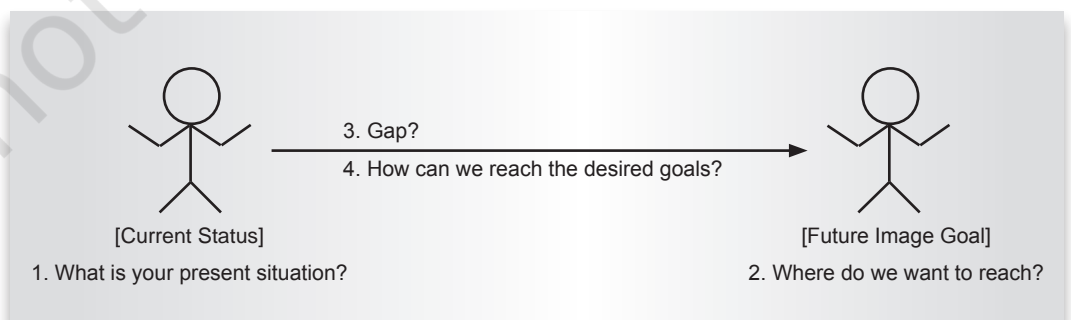 not
3. Gap?
4. How can we reach the desired goals?
[Current Status]
[Future Image Goal]
1. What is your present situation?
2. Where do we want to reach?